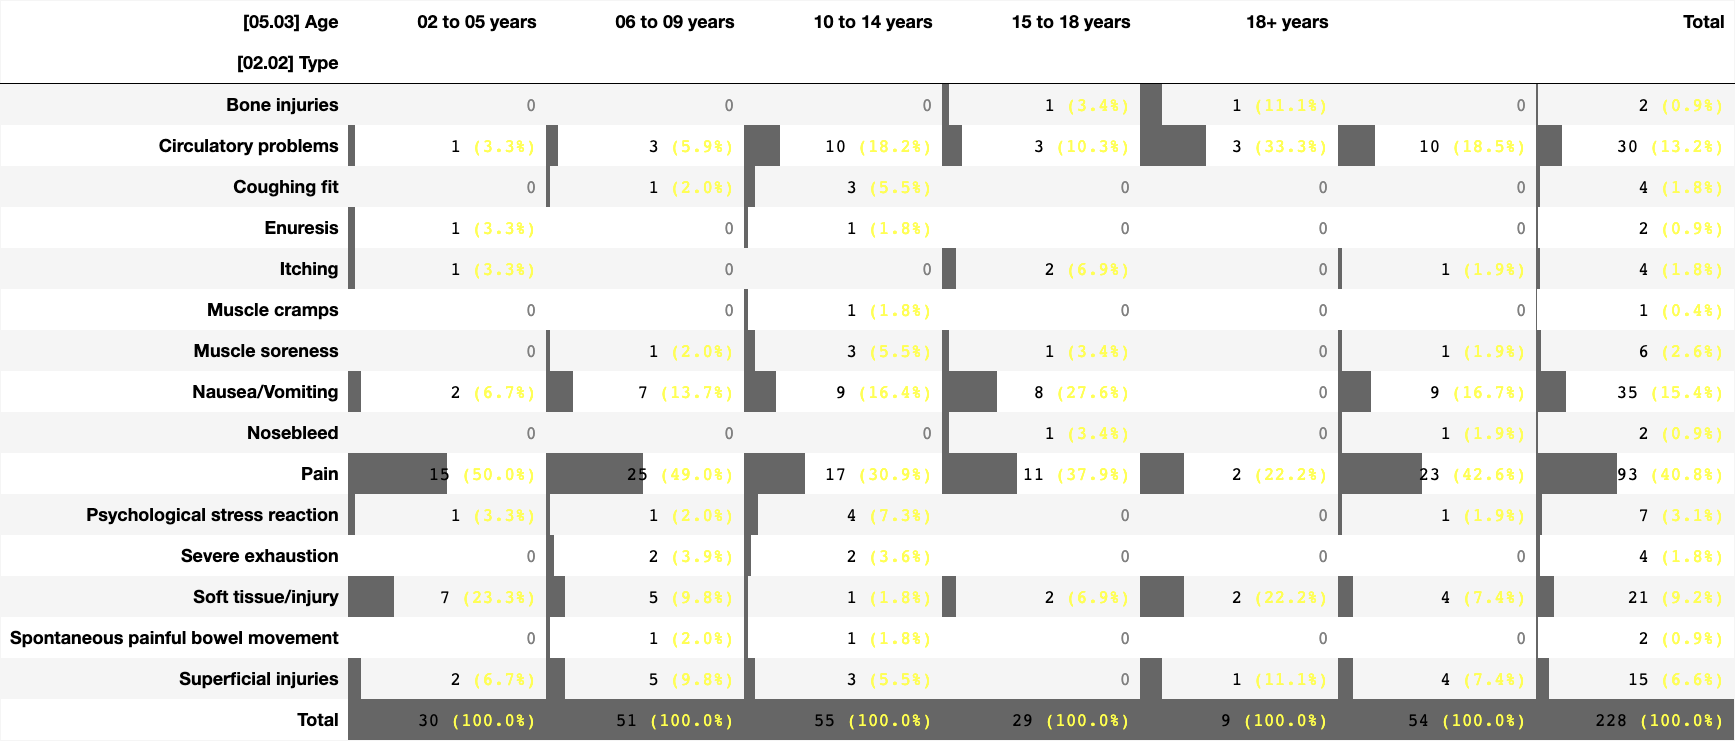 [05.03] Age 02 to 05 years 06 to 09 years 10 to 14 years 15 to 18 years 18+ years Total
[02.02] Type
Bone injuries 0 0 0 1 (3.4%) 1 (11.1%) 0 2 (0.9%)
Circulatory problems 1 (3.3%) 3 (5.9%) 10 (18.2%) 3 (10.3%) 3 (33.3%) 10 (18.5%) 30 (13.2%)
Coughing fit 0 1 (2.0%) 3 (5.5%) 0 0 0 4 (1.8%)
Enuresis 1 (3.3%) 0 1 (1.8%) 0 0 0 2 (0.9%)
Itching 1 (3.3%) 0 0 2 (6.9%) 0 1 (1.9%) 4 (1.8%)
Muscle cramps 0 0 1 (1.8%) 0 0 0 1 (0.4%)
Muscle soreness 0 1 (2.0%) 3 (5.5%) 1 (3.4%) 0 1 (1.9%) 6 (2.6%)
Nausea/Vomiting 2 (6.7%) 7 (13.7%) 9 (16.4%) 8 (27.6%) 0 9 (16.7%) 35 (15.4%)
Nosebleed 0 0 0 1 (3.4%) 0 1 (1.9%) 2 (0.9%)
Pain 15 (50.0%) 25 (49.0%) 17 (30.9%) 11 (37.9%) 2 (22.2%) 23 (42.6%) 93 (40.8%)
Psychological stress reaction 1 (3.3%) 1 (2.0%) 4 (7.3%) 0 0 1 (1.9%) 7 (3.1%)
Severe exhaustion 0 2 (3.9%) 2 (3.6%) 0 0 0 4 (1.8%)
Soft tissue/injury 7 (23.3%) 5 (9.8%) 1 (1.8%) 2 (6.9%) 2 (22.2%) 4 (7.4%) 21 (9.2%)
Spontaneous painful bowel movement 0 1 (2.0%) 1 (1.8%) 0 0 0 2 (0.9%)
Superficial injuries 2 (6.7%) 5 (9.8%) 3 (5.5%) 0 1 (11.1%) 4 (7.4%) 15 (6.6%)
Total 30 (100.0%) 51 (100.0%) 55 (100.0%) 29 (100.0%) 9 (100.0%) 54 (100.0%) 228 (100.0%)